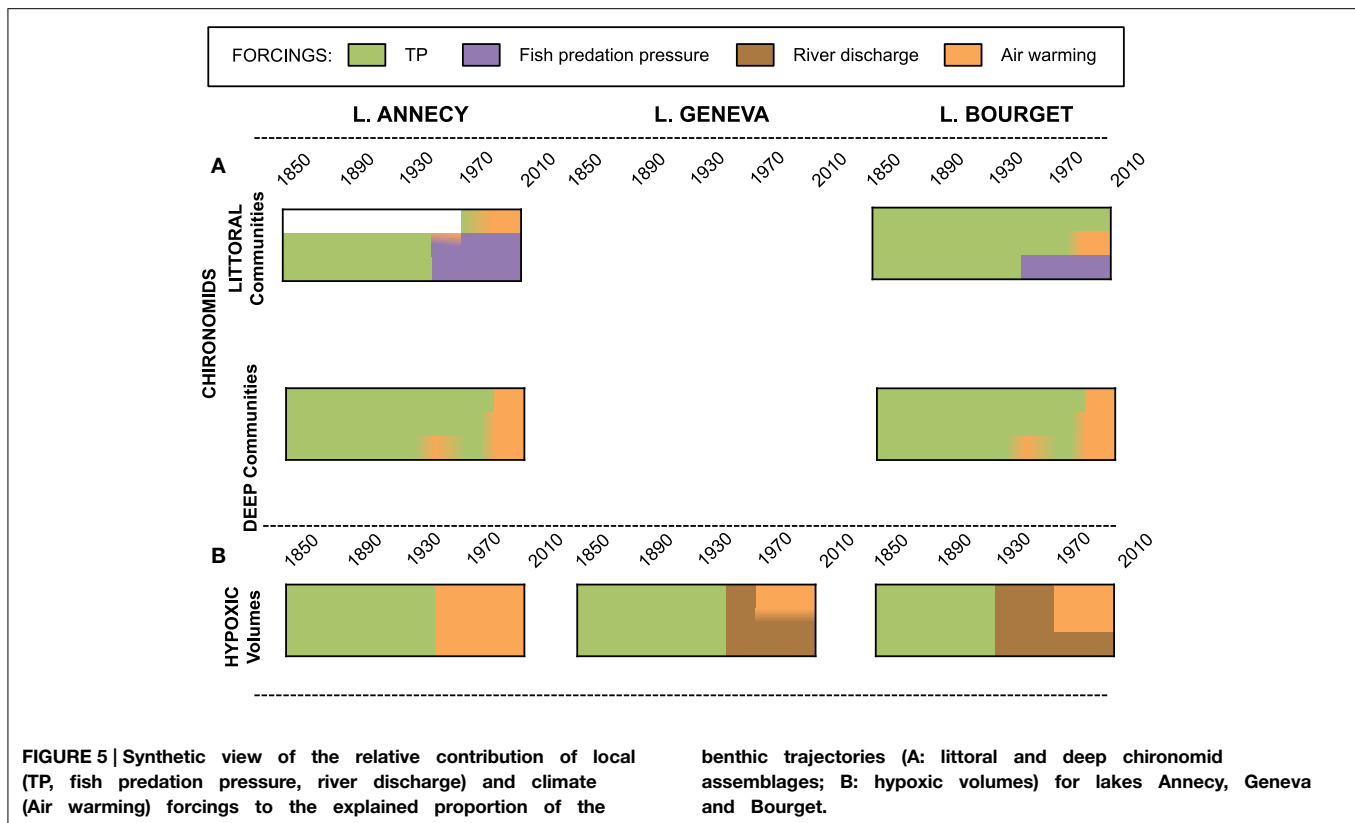 FORCINGS: TP Fish predation pressure River discharge Air warming
L. ANNECY L. GENEVA L. BOURGET
A
1850 1890 1930 1970 2010 1850 1890 1930 1970 2010 1850 1890 1930 1970 2010
CHIRONOMIDS
LITTORAL
Communities
DEEP Communities
B
1850 1890 1930 1970 2010 1850 1890 1930 1970 2010 1850 1890 1930 1970 2010
HYPOXIC
Volumes
FIGURE 5 | Synthetic view of the relative contribution of local
(TP, fish predation pressure, river discharge) and climate
(Air warming) forcings to the explained proportion of the
benthic trajectories (A: littoral and deep chironomid
assemblages; B: hypoxic volumes) for lakes Annecy, Geneva
and Bourget.